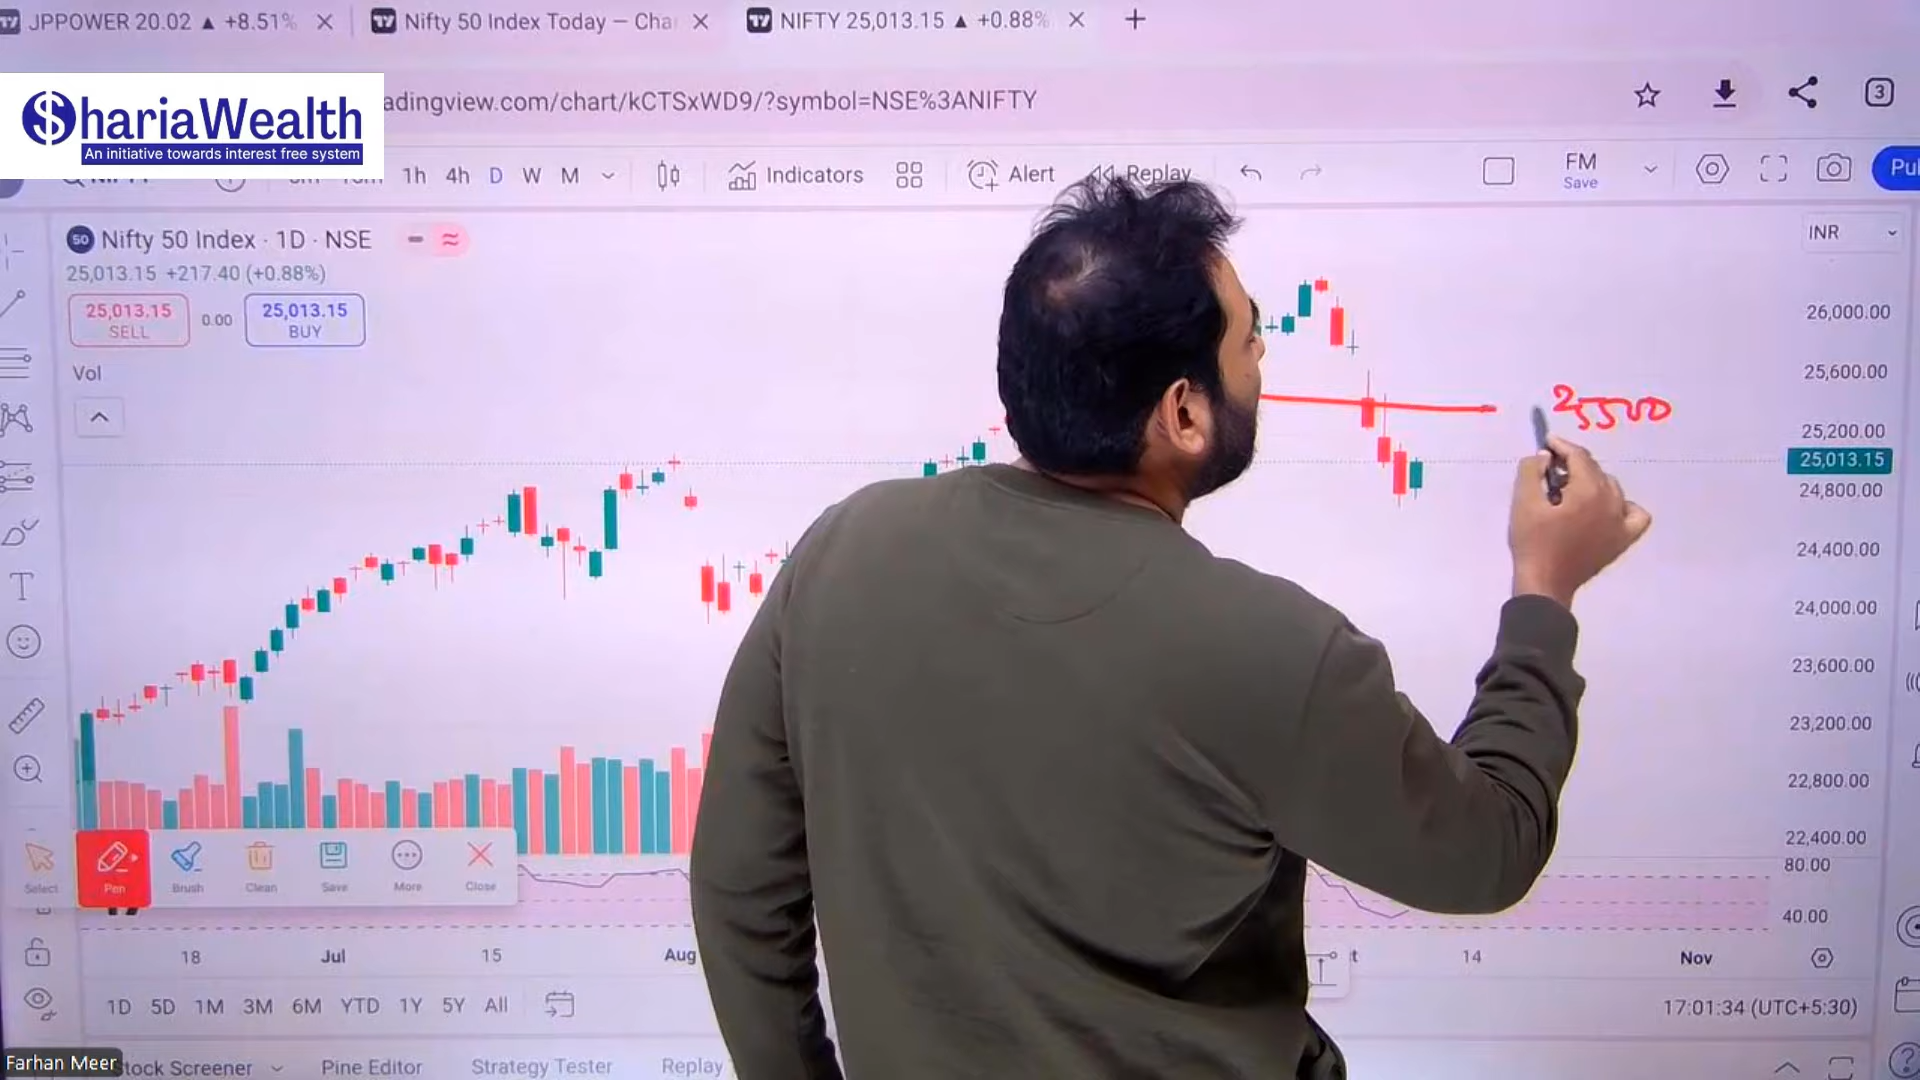 JPPOWER 20.02 ▲ +8.51%
Nifty 50 Index Today — Cha
NIFTY 25,013.15 ▲ +0.88%
$hariaWealth
An initiative towards interest free system
adingview.com/chart/kCTSxWD9/?symbol=NSE%3ANIFTY
3
1h 4h D W M
Indicators
Alert
Replay
FM
Save
Pul
50 Nifty 50 Index · 1D · NSE
25,013.15 +217.40 (+0.88%)
25,013.15
SELL
0.00
25,013.15
BUY
Vol
INR
26,000.00
25,600.00
25500
25,200.00
25,013.15
24,800.00
24,400.00
24,000.00
23,600.00
23,200.00
22,800.00
22,400.00
80.00
40.00
Select Pen Brush Clean Save More Close
18 Jul 15 Aug 14 Nov
1D 5D 1M 3M 6M YTD 1Y 5Y All
17:01:34 (UTC+5:30)
Farhan Meer
Stock Screener Pine Editor Strategy Tester Replay